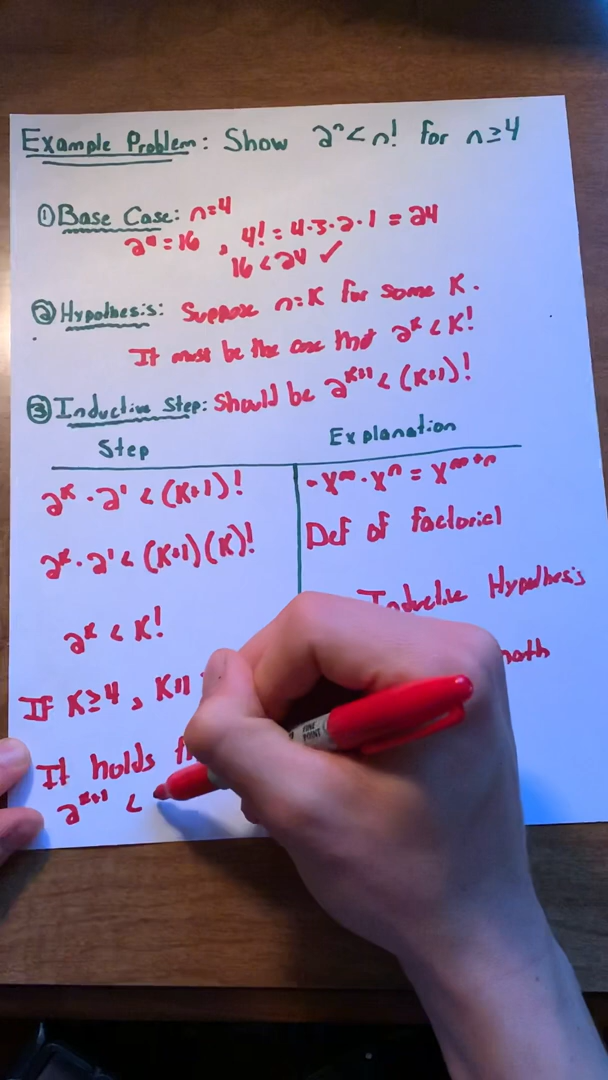 Example Problem: Show 2ⁿ < n! for n ≥ 4
① Base Case: n=4
2⁴ = 16 , 4! = 4·3·2·1 = 24
16 < 24 ✓
② Hypothesis: Suppose n=K for some K.
It must be the case that 2ᴷ < K!
③ Inductive Step: Should be 2ᴷ⁺¹ < (K+1)!
Step Explanation
2ᴷ · 2¹ < (K+1)! - Xᵐ · Xⁿ = Xᵐ⁺ⁿ
2ᴷ · 2¹ < (K+1)(K)! Def of factorial
2ᴷ < K! Inductive Hypothesis
If K ≥ 4 , K+1 math
It holds
2ᴷ⁺¹ <
FINE POINT